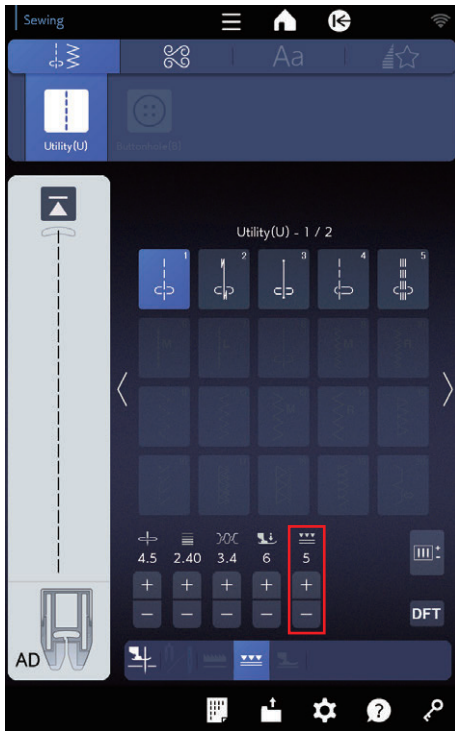 Sewing
Aa
Utility(U)
Buttonhole(B)
Utility(U) - 1 / 2
1 2 3 4 5
M M N
4.5 2.40 3.4 6 5
+ + + + +
− − − − −
DFT
AD
?